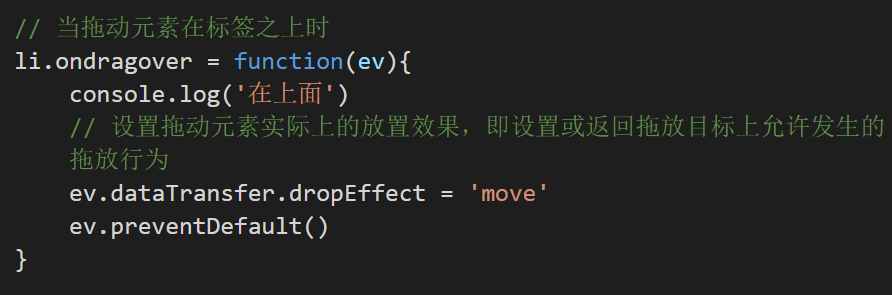 // 当拖动元素在标签之上时
li.ondragover = function(ev){
    console.log('在上面')
    // 设置拖动元素实际上的放置效果，即设置或返回拖放目标上允许发生的
    拖放行为
    ev.dataTransfer.dropEffect = 'move'
    ev.preventDefault()
}